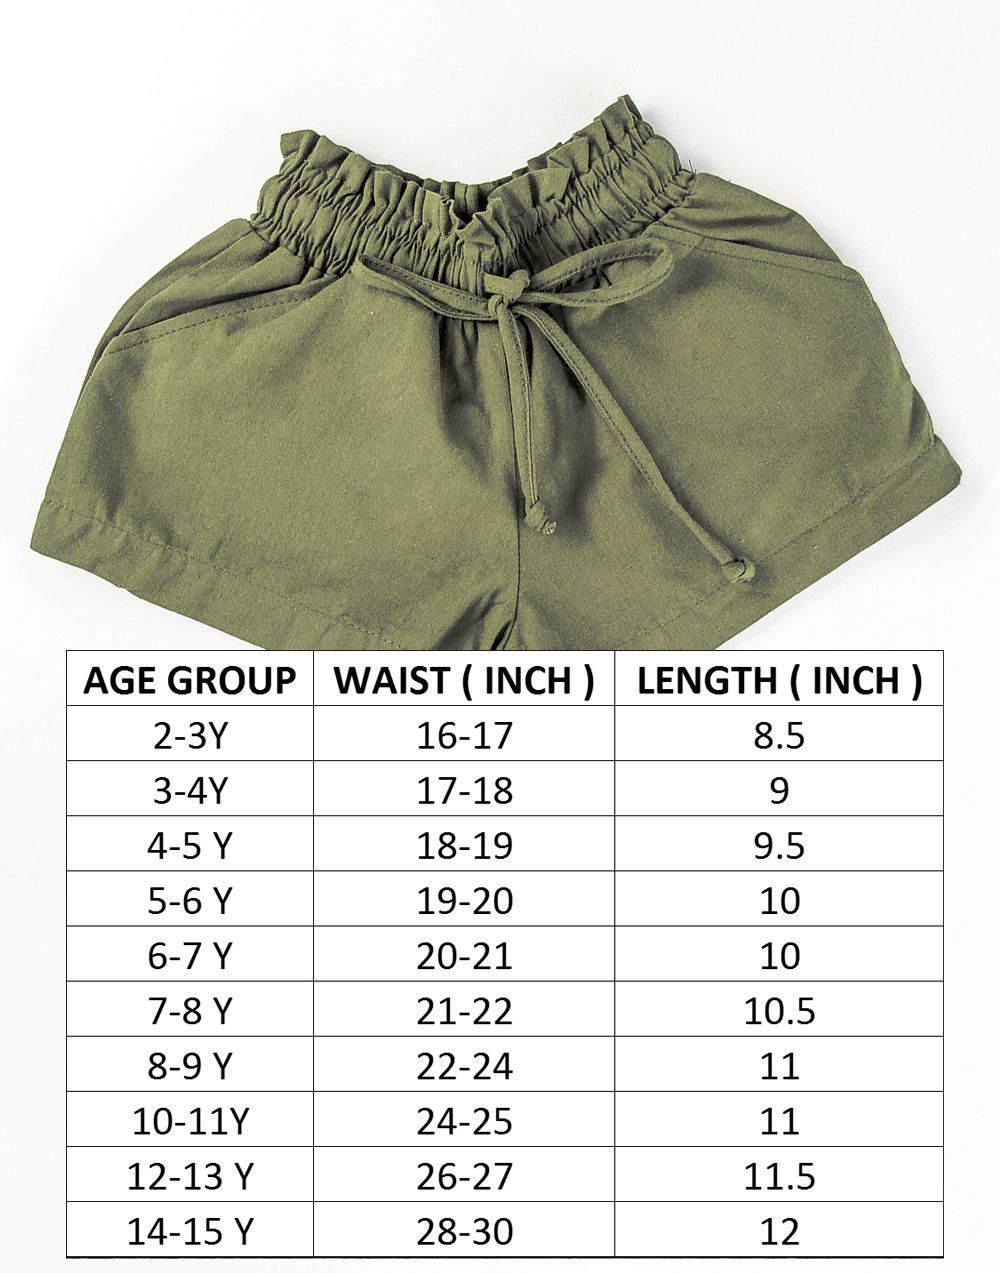 AGE GROUP WAIST ( INCH ) LENGTH ( INCH )
2-3Y 16-17 8.5
3-4Y 17-18 9
4-5 Y 18-19 9.5
5-6 Y 19-20 10
6-7 Y 20-21 10
7-8 Y 21-22 10.5
8-9 Y 22-24 11
10-11Y 24-25 11
12-13 Y 26-27 11.5
14-15 Y 28-30 12